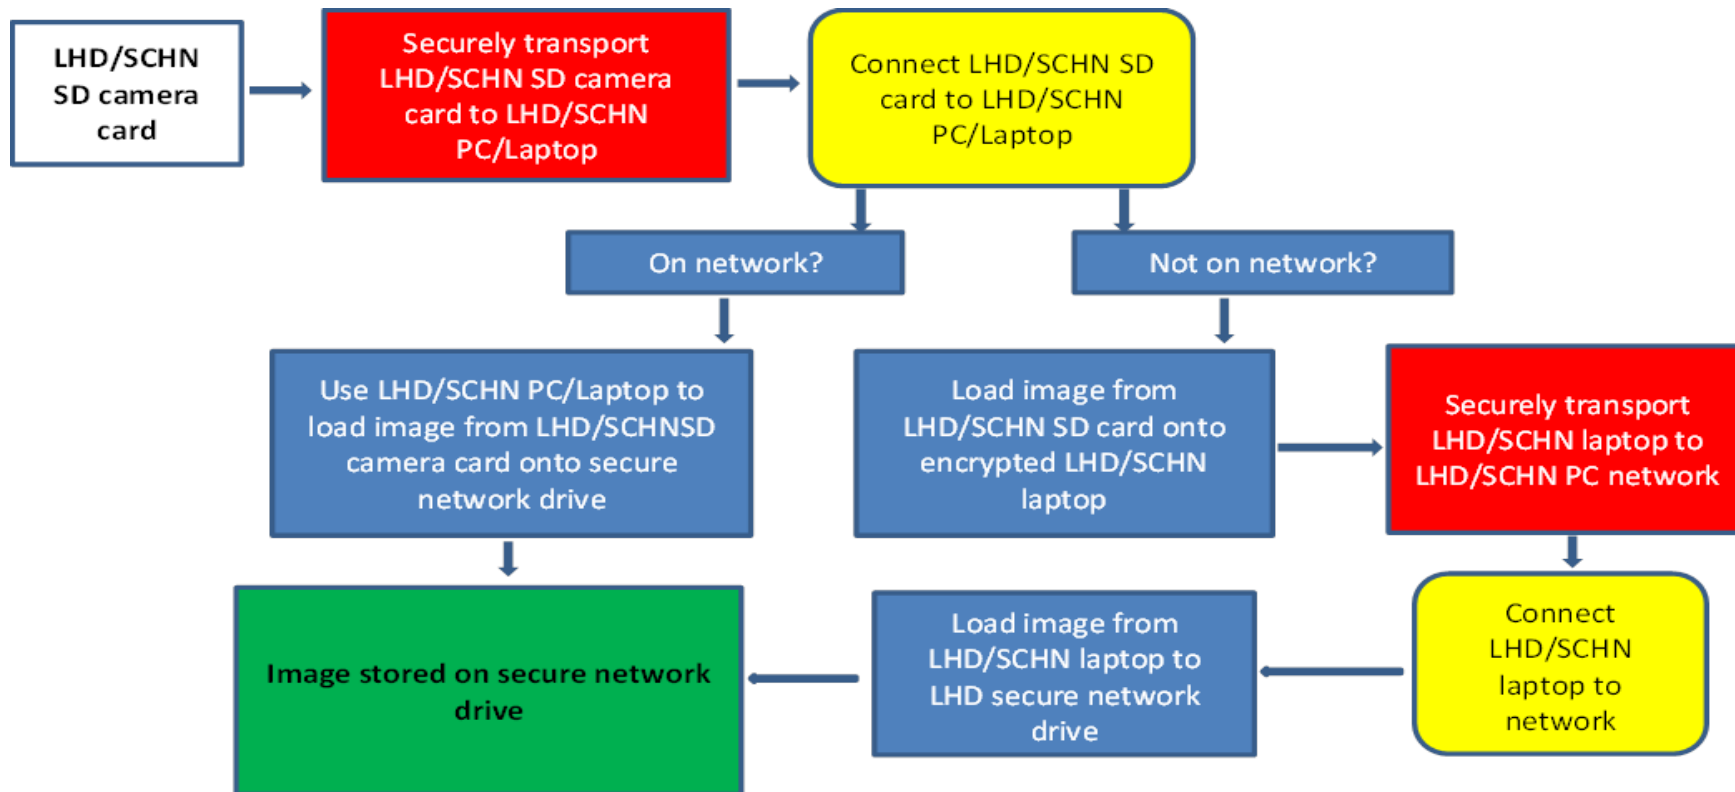 LHD/SCHN
SD camera
card
Securely transport
LHD/SCHN SD camera
card to LHD/SCHN
PC/Laptop
Connect LHD/SCHN SD
card to LHD/SCHN
PC/Laptop
On network?
Not on network?
Use LHD/SCHN PC/Laptop to
load image from LHD/SCHNSD
camera card onto secure
network drive
Load image from
LHD/SCHN SD card onto
encrypted LHD/SCHN
laptop
Securely transport
LHD/SCHN laptop to
LHD/SCHN PC network
Connect
LHD/SCHN
laptop to
network
Load image from
LHD/SCHN laptop to
LHD secure network
drive
Image stored on secure network
drive